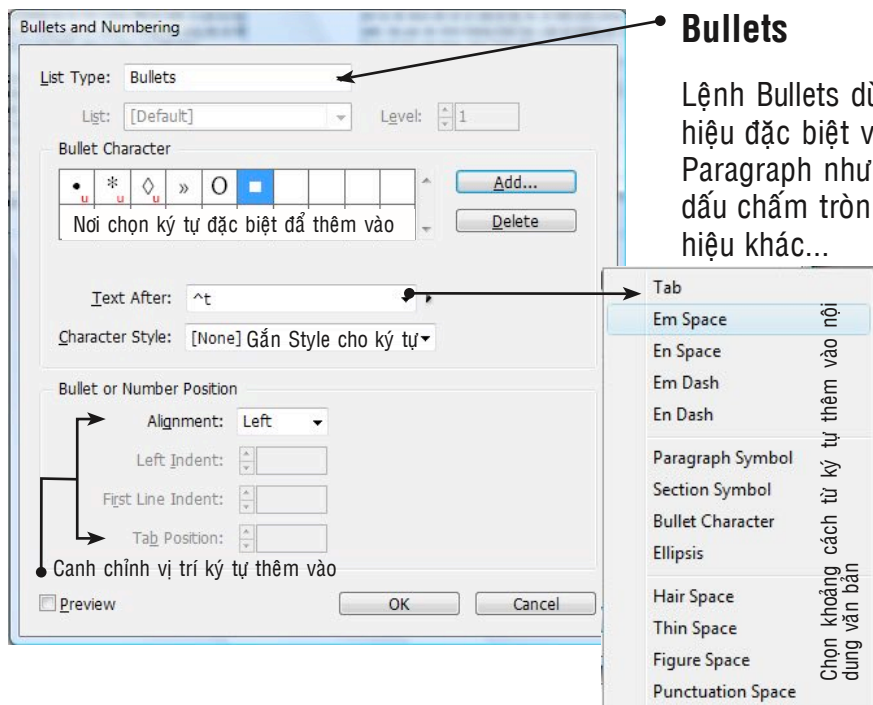 Bullets and Numbering
List Type: Bullets
List: [Default] Level: 1
Bullet Character
• u * u ◊ u » O ■
Add...
Nơi chọn ký tự đặc biệt đả thêm vào
Delete
Text After: ^t
Character Style: [None] Gắn Style cho ký tự
Bullet or Number Position
Alignment: Left
Left Indent:
First Line Indent:
Tab Position:
Canh chỉnh vị trí ký tự thêm vào
Preview
OK Cancel
Bullets
Lệnh Bullets
hiệu đặc biệt
Paragraph như
dấu chấm tròn
hiệu khác...
Tab
Em Space
En Space
Em Dash
En Dash
Paragraph Symbol
Section Symbol
Bullet Character
Ellipsis
Hair Space
Thin Space
Figure Space
Punctuation Space
Chọn khoảng cách từ ký tự thêm vào nội
dung văn bản